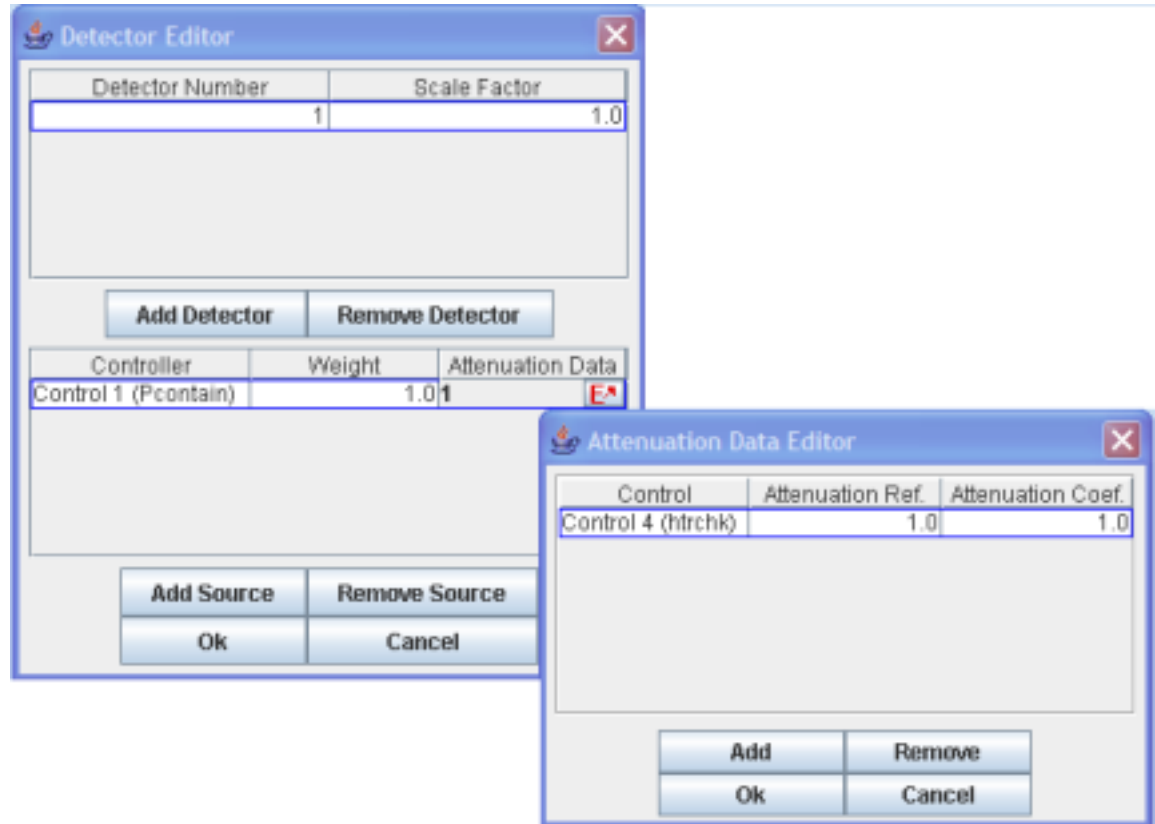 Detector Editor
Detector Number Scale Factor
1 1.0
Add Detector Remove Detector
Controller Weight Attenuation Data
Control 1 (Pcontain) 1.0 1 E
Add Source Remove Source
Ok Cancel
Attenuation Data Editor
Control Attenuation Ref. Attenuation Coef.
Control 4 (htrchk) 1.0 1.0
Add Remove
Ok Cancel